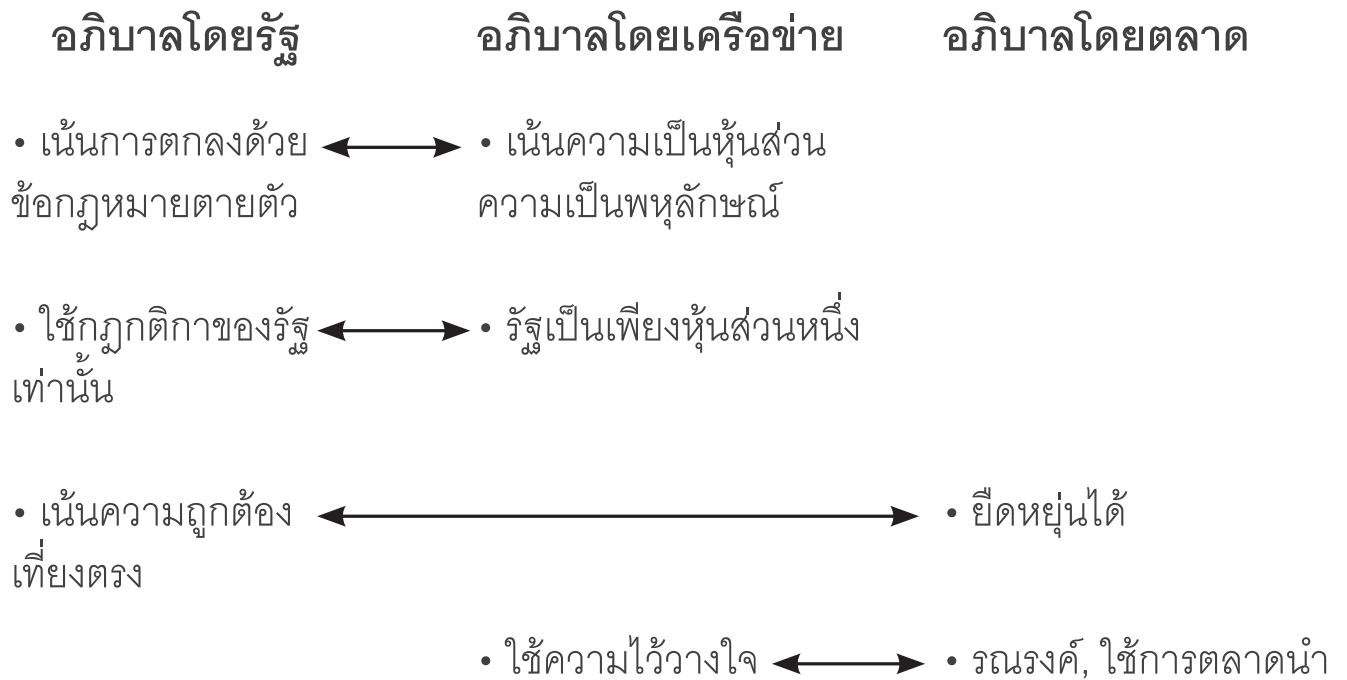 อภิบาลโดยรัฐ อภิบาลโดยเครือข่าย อภิบาลโดยตลาด
• เน้นการตกลงด้วย • เน้นความเป็นหุ้นส่วน
ข้อกฎหมายตายตัว ความเป็นพหุลักษณ์
• ใช้กฎกติกาของรัฐ • รัฐเป็นเพียงหุ้นส่วนหนึ่ง
เท่านั้น
• เน้นความถูกต้อง • ยืดหยุ่นได้
เที่ยงตรง
• ใช้ความไว้วางใจ • รณรงค์, ใช้การตลาดนำ